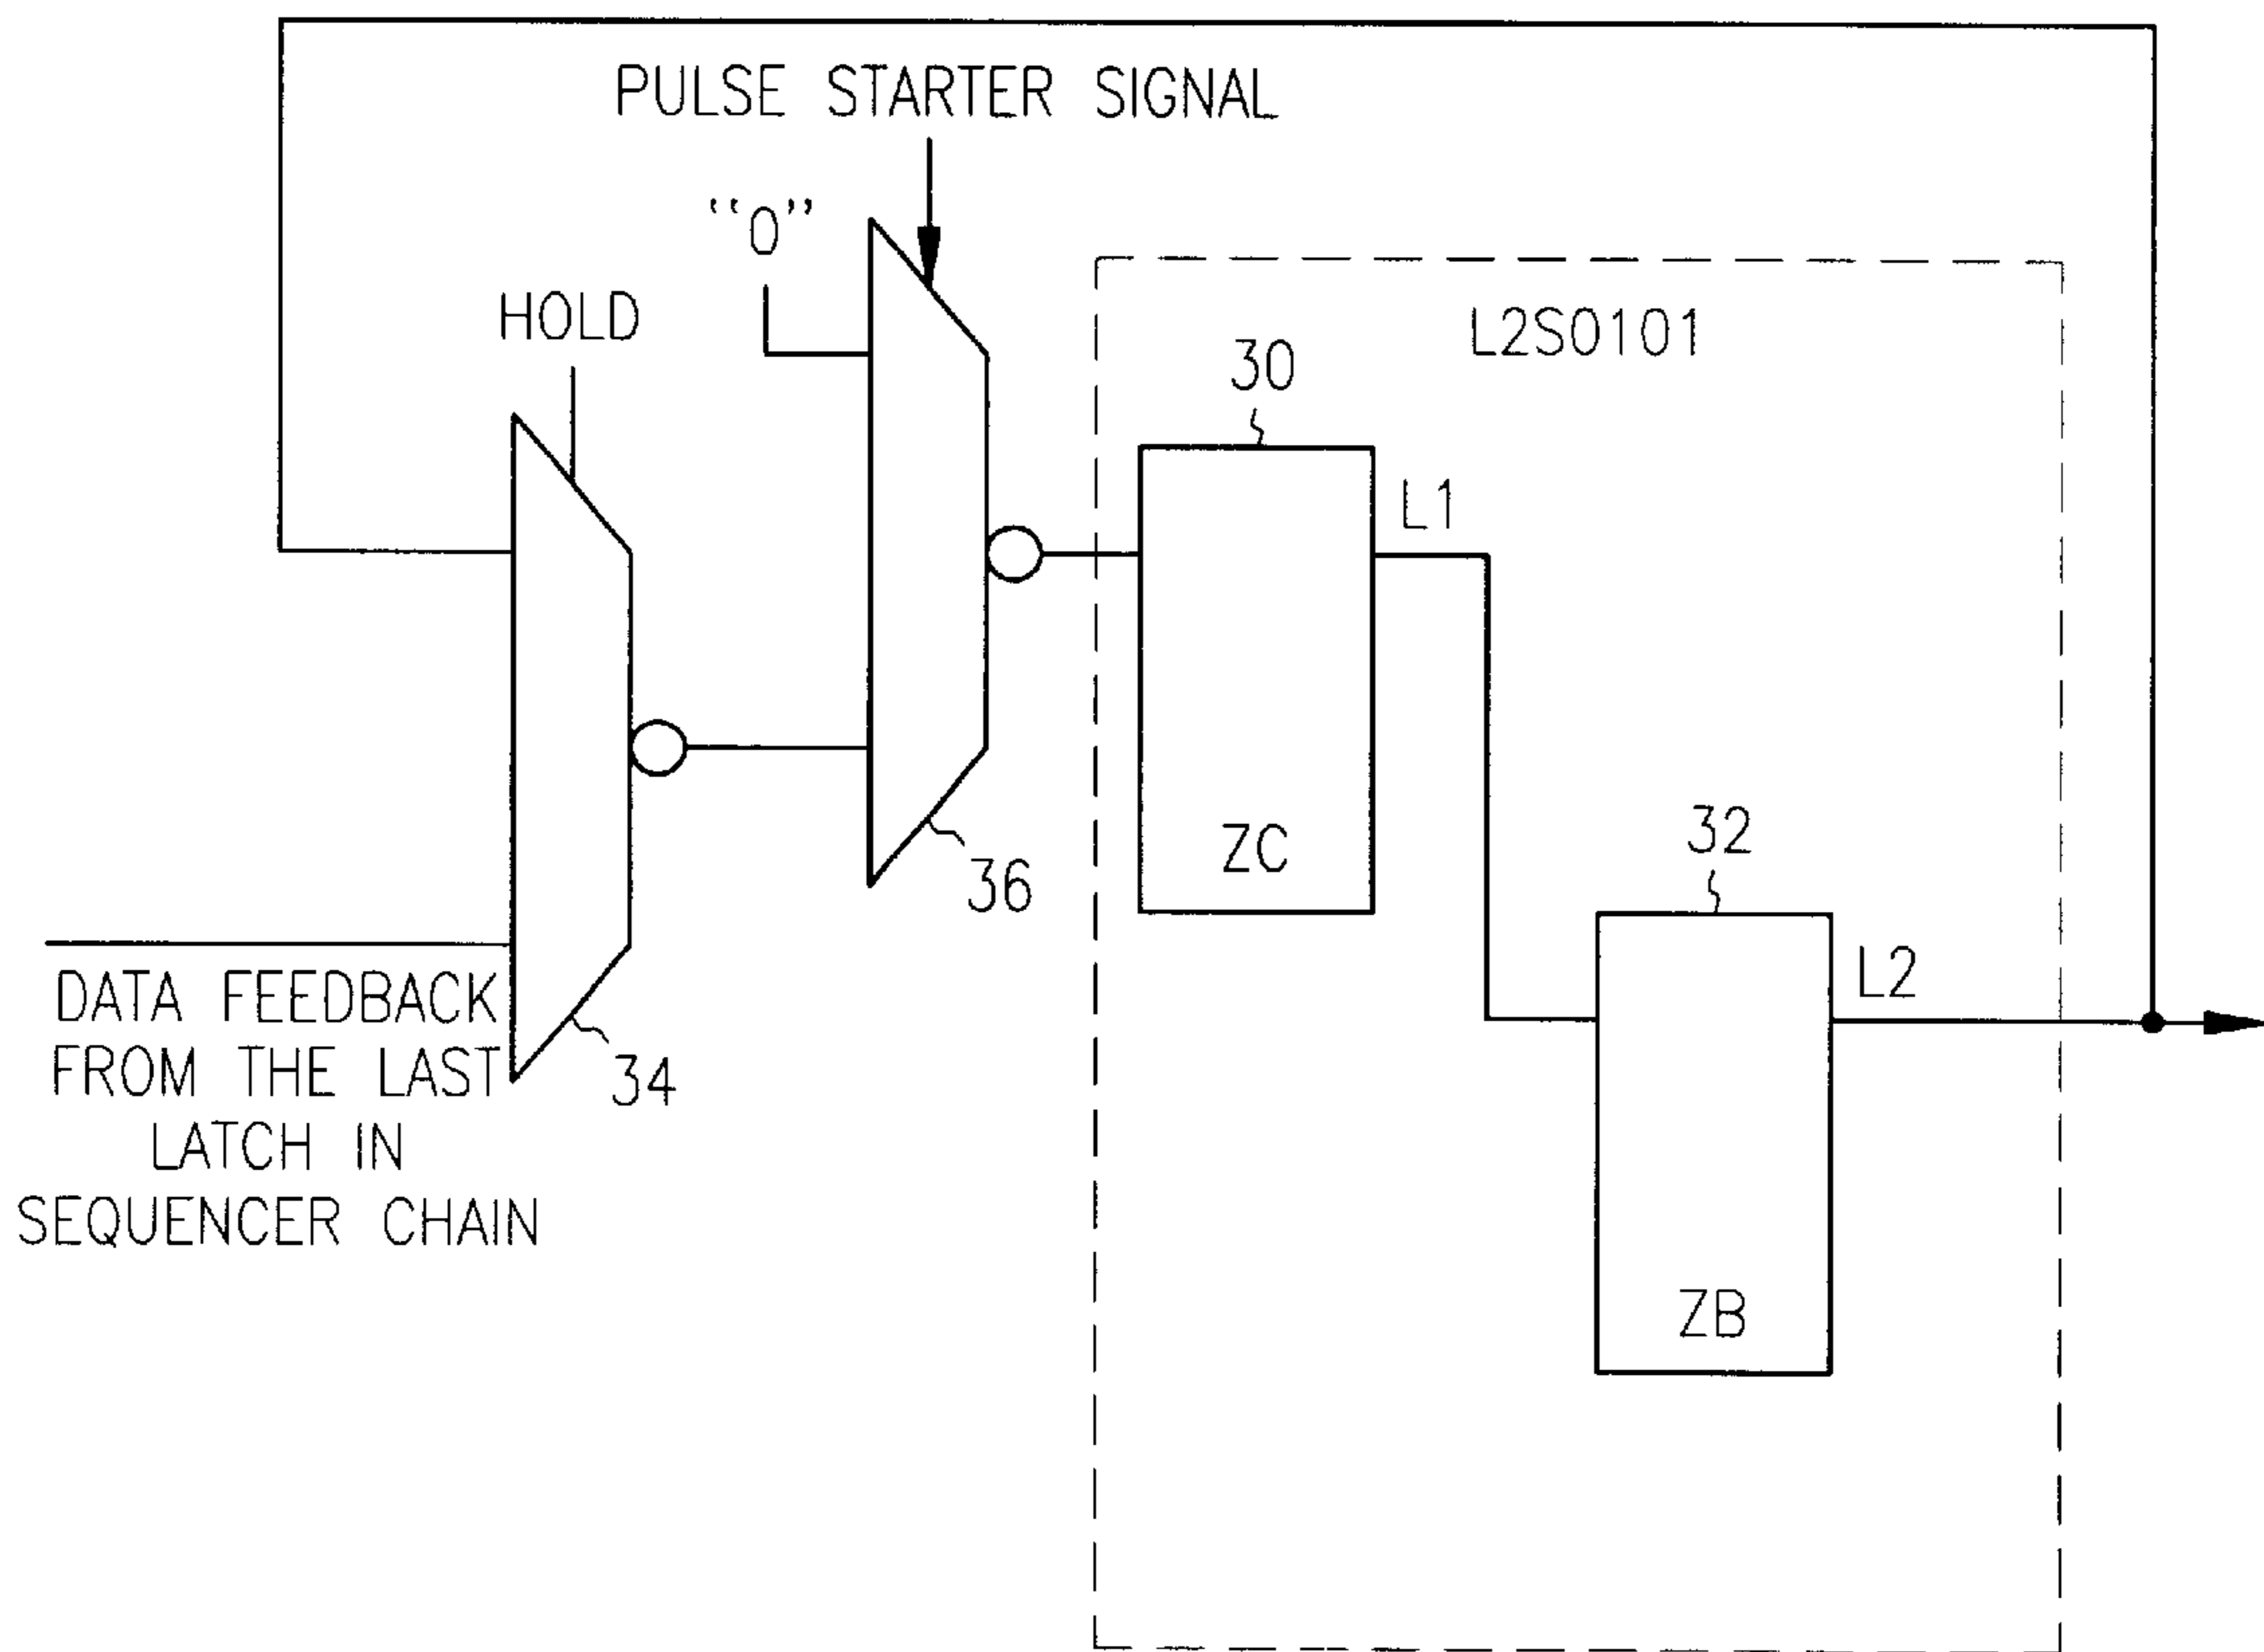 PULSE STARTER SIGNAL
“0”
HOLD
L2S0101
30
L1
ZC
36
32
L2
DATA FEEDBACK
FROM THE LAST
LATCH IN
SEQUENCER CHAIN
34
ZB